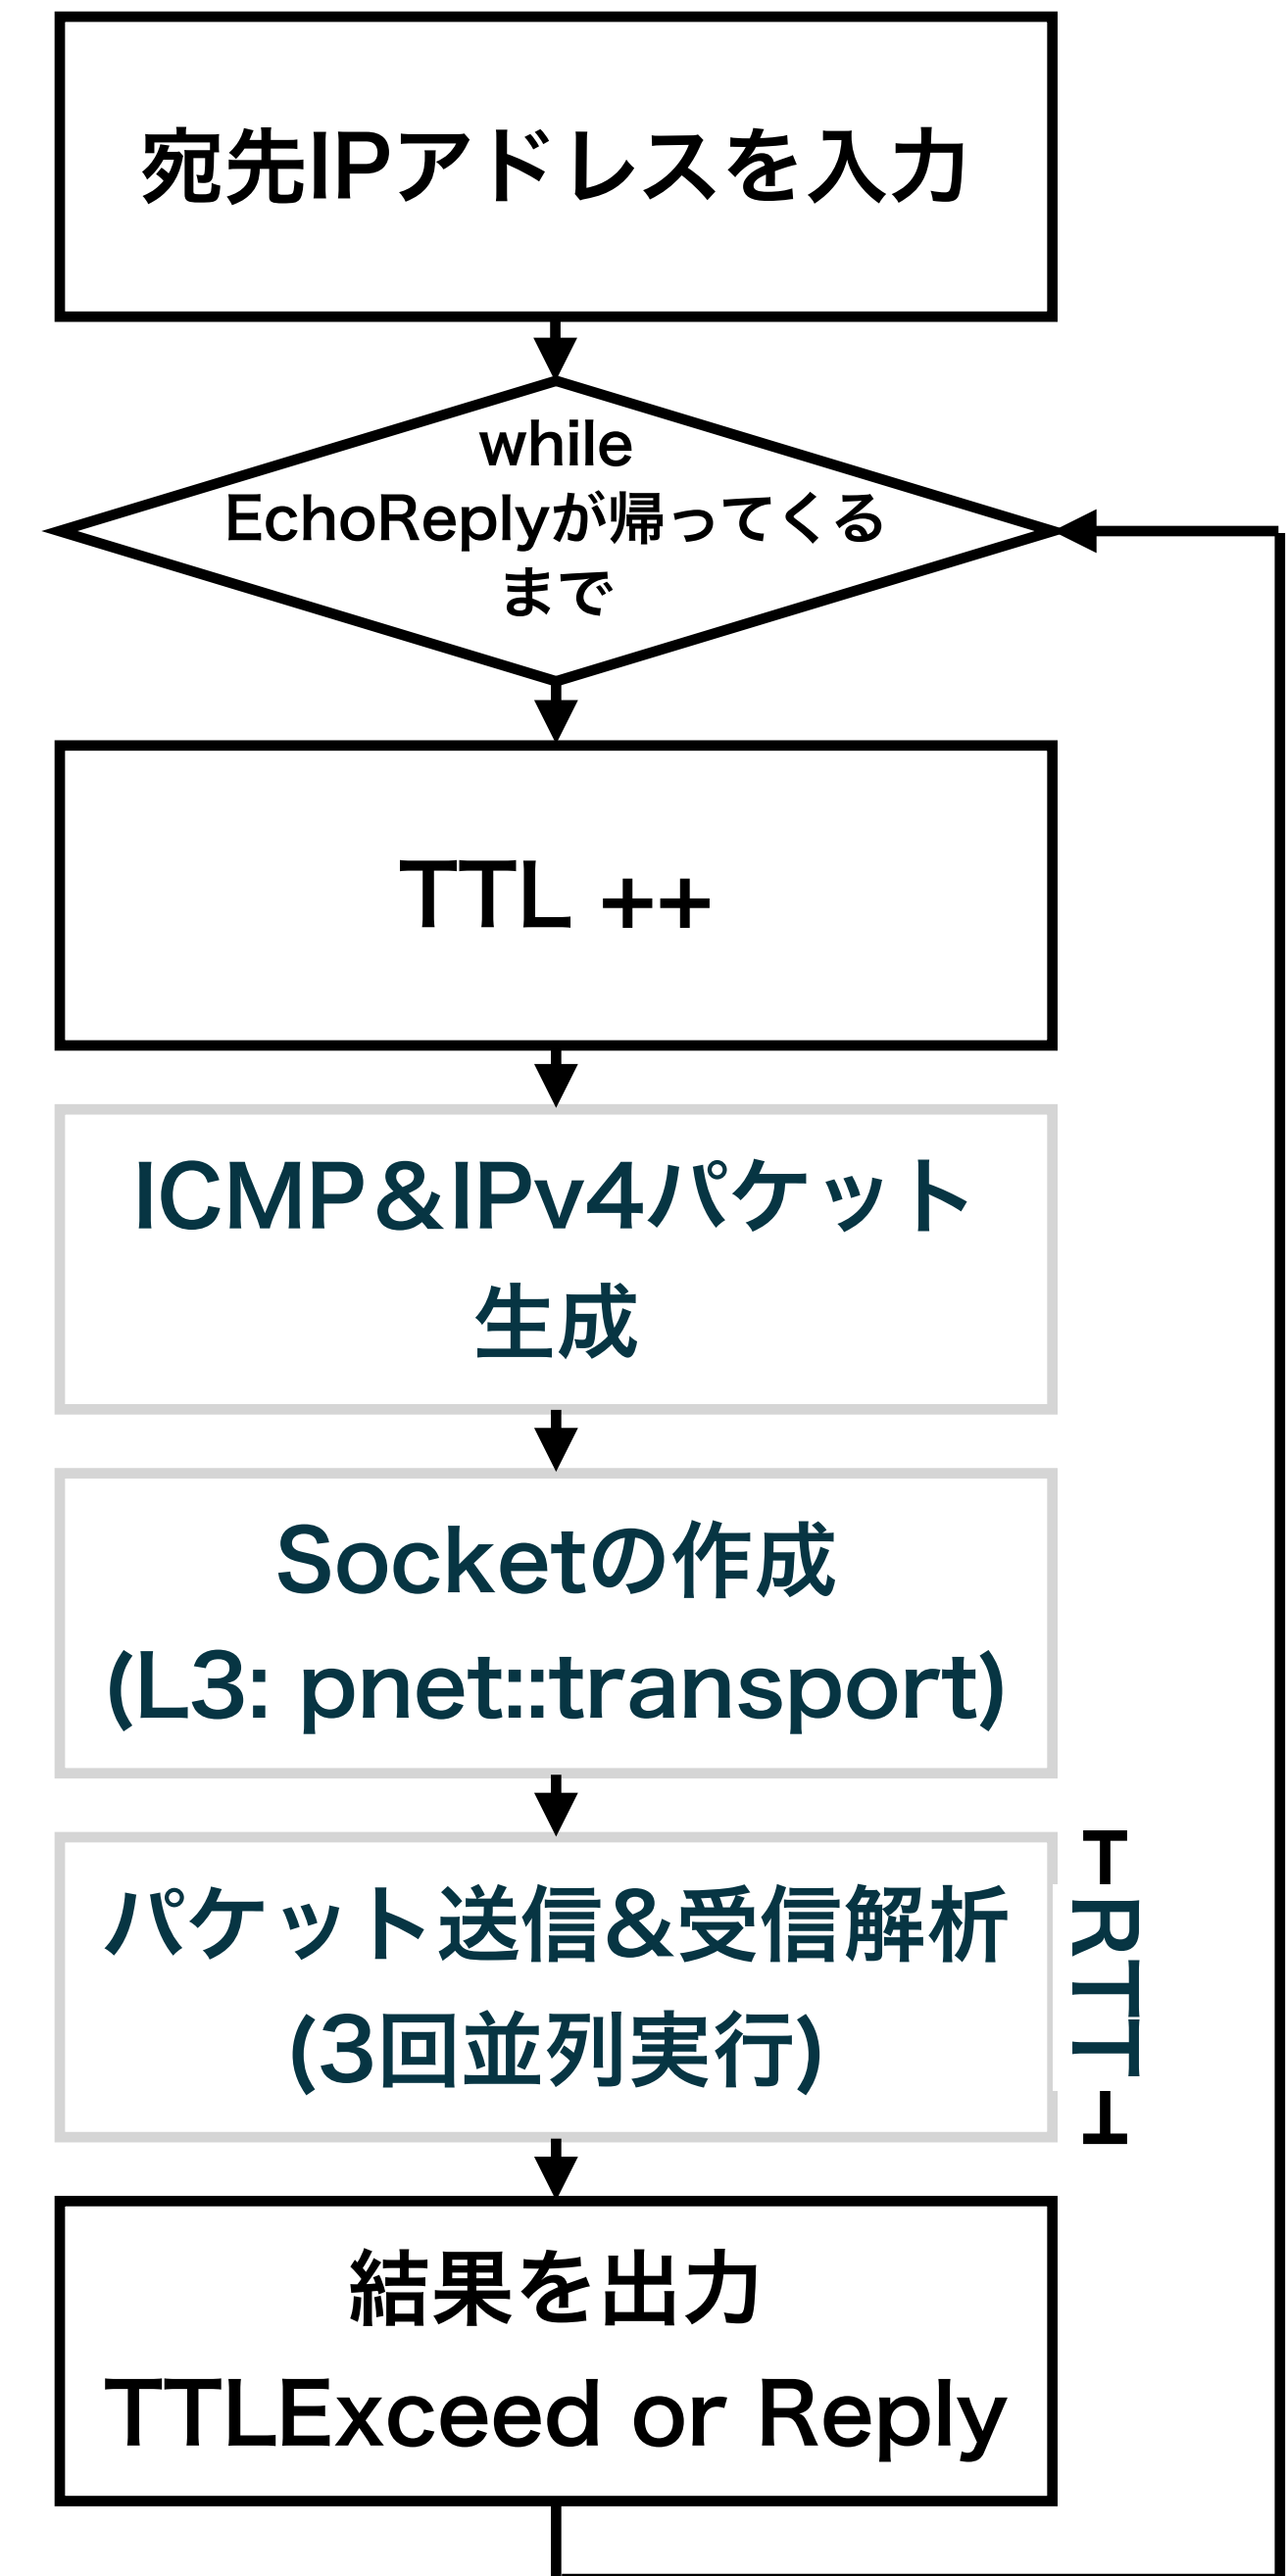 宛先IPアドレスを入力
while
EchoReplyが帰ってくる
まで
TTL ++
ICMP＆IPv4パケット
生成
Socketの作成
(L3: pnet::transport)
パケット送信&受信解析
(3回並列実行)
RTT
結果を出力
TTLExceed or Reply